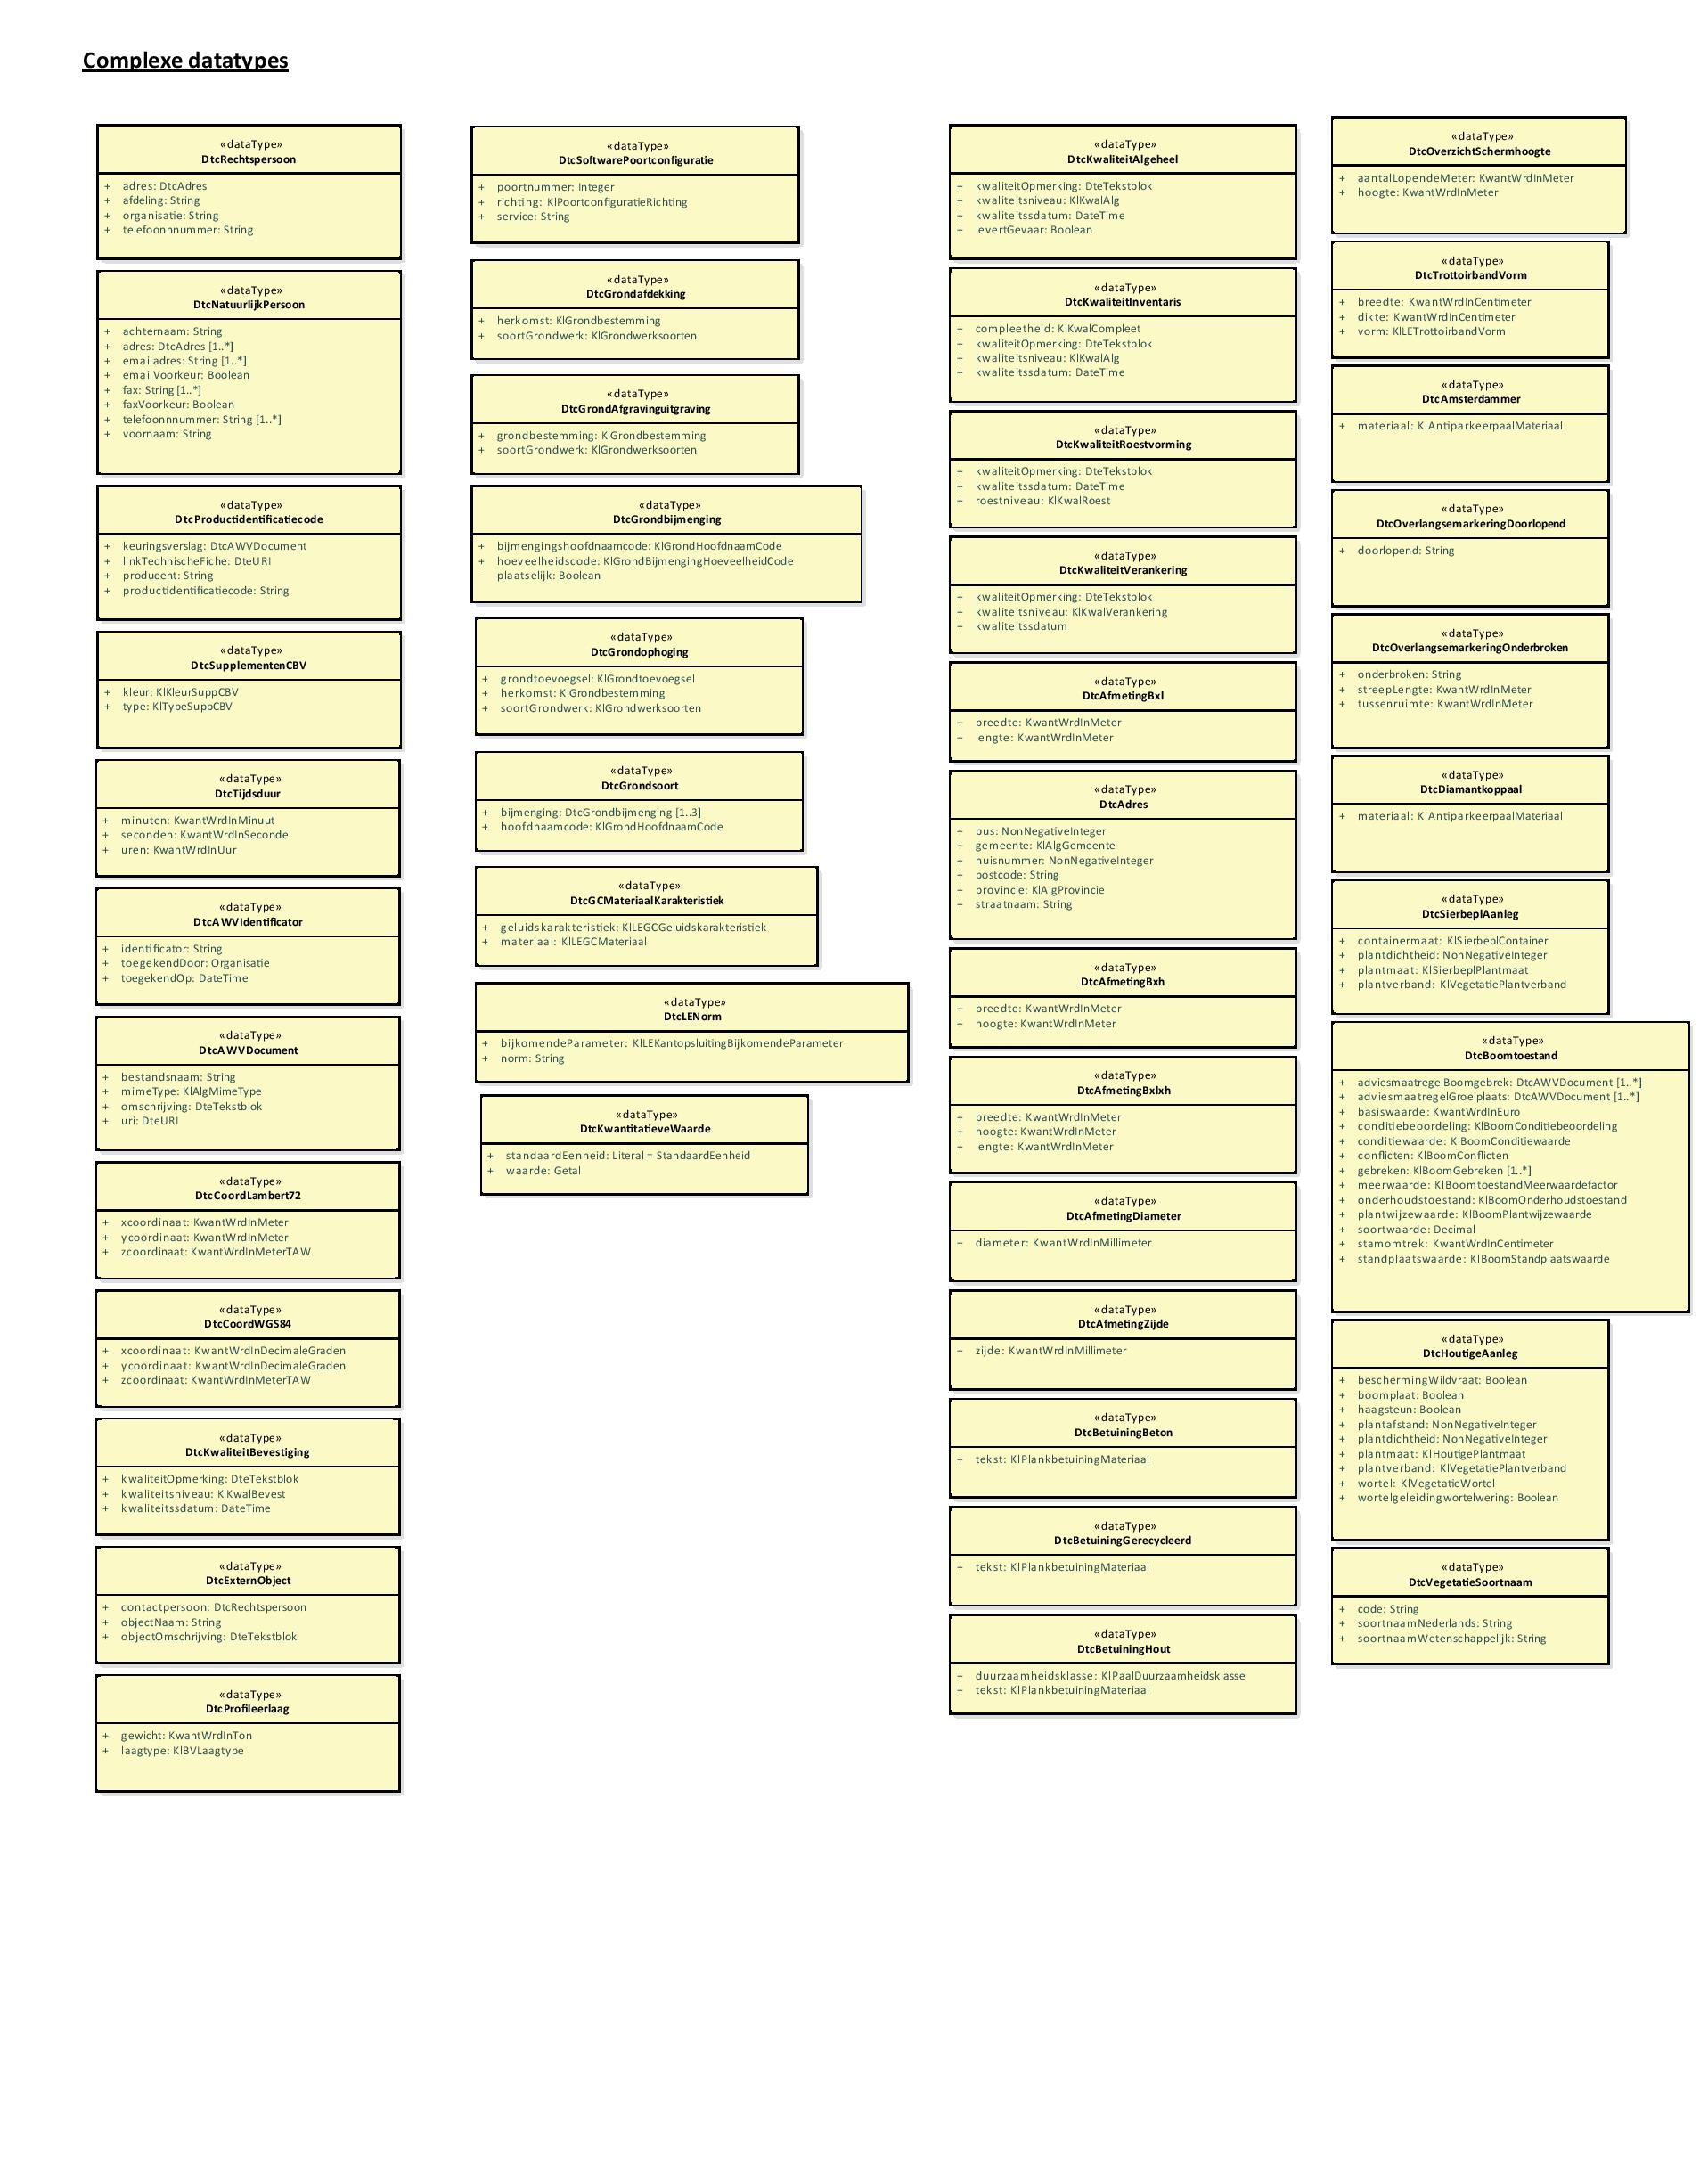 Complexe datatypes
«dataType»
DtcRechtspersoon
+ adres: DtcAdres
+ afdeling: String
+ organisatie: String
+ telefoonnnummer: String
«dataType»
DtcNatuurlijkPersoon
+ achternaam: String
+ adres: DtcAdres [1..*]
+ emailadres: String [1..*]
+ emailVoorkeur: Boolean
+ fax: String [1..*]
+ faxVoorkeur: Boolean
+ telefoonnnummer: String [1..*]
+ voornaam: String
«dataType»
DtcProductidentificatiecode
+ keuringsverslag: DtcAWVDocument
+ linkTechnischeFiche: DteURI
+ producent: String
+ productidentificatiecode: String
«dataType»
DtcSupplementenCBV
+ kleur: KlKleurSuppCBV
+ type: KlTypeSuppCBV
«dataType»
DtcTijdsduur
+ minuten: KwantWrdInMinuut
+ seconden: KwantWrdInSeconde
+ uren: KwantWrdInUur
«dataType»
DtcAWVIdentificator
+ identificator: String
+ toegekendDoor: Organisatie
+ toegekendOp: DateTime
«dataType»
DtcAWVDocument
+ bestandsnaam: String
+ mimeType: KlAlgMimeType
+ omschrijving: DteTekstblok
+ uri: DteURI
«dataType»
DtcCoordLambert72
+ xcoordinaat: KwantWrdInMeter
+ ycoordinaat: KwantWrdInMeter
+ zcoordinaat: KwantWrdInMeterTAW
«dataType»
DtcCoordWGS84
+ xcoordinaat: KwantWrdInDecimaleGraden
+ ycoordinaat: KwantWrdInDecimaleGraden
+ zcoordinaat: KwantWrdInMeterTAW
«dataType»
DtcKwaliteitBevestiging
+ kwaliteitOpmerking: DteTekstblok
+ kwaliteitsniveau: KlKwalBevest
+ kwaliteitssdatum: DateTime
«dataType»
DtcExternObject
+ contactpersoon: DtcRechtspersoon
+ objectNaam: String
+ objectOmschrijving: DteTekstblok
«dataType»
DtcProfileerlaag
+ gewicht: KwantWrdInTon
+ laagtype: KlBVLaagtype
«dataType»
DtcSoftwarePoortconfiguratie
+ poortnummer: Integer
+ richting: KlPoortconfiguratieRichting
+ service: String
«dataType»
DtcGrondafdekking
+ herkomst: KlGrondbestemming
+ soortGrondwerk: KlGrondwerksoorten
«dataType»
DtcGrondAfgravinguitgraving
+ grondbestemming: KlGrondbestemming
+ soortGrondwerk: KlGrondwerksoorten
«dataType»
DtcGrondbijmenging
+ bijmengingshoofdnaamcode: KlGrondHoofdnaamCode
+ hoeveelheidscode: KlGrondBijmengingHoeveelheidCode
- plaatselijk: Boolean
«dataType»
DtcGrondophoging
+ grondtoevoegsel: KlGrondtoevoegsel
+ herkomst: KlGrondbestemming
+ soortGrondwerk: KlGrondwerksoorten
«dataType»
DtcGrondsoort
+ bijmenging: DtcGrondbijmenging [1..3]
+ hoofdnaamcode: KlGrondHoofdnaamCode
«dataType»
DtcGCMateriaalKarakteristiek
+ geluidskarakteristiek: KlLEGCGeluidskarakteristiek
+ materiaal: KlLEGCMateriaal
«dataType»
DtcLENorm
+ bijkomendeParameter: KlLEKantopsluitingBijkomendeParameter
+ norm: String
«dataType»
DtcKwantitatieveWaarde
+ standaardEenheid: Literal = StandaardEenheid
+ waarde: Getal
«dataType»
DtcKwaliteitAlgeheel
+ kwaliteitOpmerking: DteTekstblok
+ kwaliteitsniveau: KlKwalAlg
+ kwaliteitssdatum: DateTime
+ levertGevaar: Boolean
«dataType»
DtcKwaliteitInventaris
+ compleetheid: KlKwalCompleet
+ kwaliteitOpmerking: DteTekstblok
+ kwaliteitsniveau: KlKwalAlg
+ kwaliteitssdatum: DateTime
«dataType»
DtcKwaliteitRoestvorming
+ kwaliteitOpmerking: DteTekstblok
+ kwaliteitssdatum: DateTime
+ roestniveau: KlKwalRoest
«dataType»
DtcKwaliteitVerankering
+ kwaliteitOpmerking: DteTekstblok
+ kwaliteitsniveau: KlKwalVerankering
+ kwaliteitssdatum
«dataType»
DtcAfmetingBxl
+ breedte: KwantWrdInMeter
+ lengte: KwantWrdInMeter
«dataType»
DtcAdres
+ bus: NonNegativeInteger
+ gemeente: KlAlgGemeente
+ huisnummer: NonNegativeInteger
+ postcode: String
+ provincie: KlAlgProvincie
+ straatnaam: String
«dataType»
DtcAfmetingBxh
+ breedte: KwantWrdInMeter
+ hoogte: KwantWrdInMeter
«dataType»
DtcAfmetingBxlxh
+ breedte: KwantWrdInMeter
+ hoogte: KwantWrdInMeter
+ lengte: KwantWrdInMeter
«dataType»
DtcAfmetingDiameter
+ diameter: KwantWrdInMillimeter
«dataType»
DtcAfmetingZijde
+ zijde: KwantWrdInMillimeter
«dataType»
DtcBetuiningBeton
+ tekst: KlPlankbetuiningMateriaal
«dataType»
DtcBetuiningGerecycleerd
+ tekst: KlPlankbetuiningMateriaal
«dataType»
DtcBetuiningHout
+ duurzaamheidsklasse: KlPaalDuurzaamheidsklasse
+ tekst: KlPlankbetuiningMateriaal
«dataType»
DtcOverzichtSchermhoogte
+ aantalLopendeMeter: KwantWrdInMeter
+ hoogte: KwantWrdInMeter
«dataType»
DtcTrottoirbandVorm
+ breedte: KwantWrdInCentimeter
+ dikte: KwantWrdInCentimeter
+ vorm: KlLETrottoirbandVorm
«dataType»
DtcAmsterdammer
+ materiaal: KlAntiparkeerpaalMateriaal
«dataType»
DtcOverlangsemarkeringDoorlopend
+ doorlopend: String
«dataType»
DtcOverlangsemarkeringOnderbroken
+ onderbroken: String
+ streepLengte: KwantWrdInMeter
+ tussenruimte: KwantWrdInMeter
«dataType»
DtcDiamantkoppaal
+ materiaal: KlAntiparkeerpaalMateriaal
«dataType»
DtcSierbeplAanleg
+ containermaat: KlSierbeplContainer
+ plantdichtheid: NonNegativeInteger
+ plantmaat: KlSierbeplPlantmaat
+ plantverband: KlVegetatiePlantverband
«dataType»
DtcBoomtoestand
+ adviesmaatregelBoomgebrek: DtcAWVDocument [1..*]
+ adviesmaatregelGroeiplaats: DtcAWVDocument [1..*]
+ basiswaarde: KwantWrdInEuro
+ conditiebeoordeling: KlBoomConditiebeoordeling
+ conditiewaarde: KlBoomConditiewaarde
+ conflicten: KlBoomConflicten
+ gebreken: KlBoomGebreken [1..*]
+ meerwaarde: KlBoomtoestandMeerwaardefactor
+ onderhoudstoestand: KlBoomOnderhoudstoestand
+ plantwijzewaarde: KlBoomPlantwijzewaarde
+ soortwaarde: Decimal
+ stamomtrek: KwantWrdInCentimeter
+ standplaatswaarde: KlBoomStandplaatswaarde
«dataType»
DtcHoutigeAanleg
+ beschermingWildvraat: Boolean
+ boomplaat: Boolean
+ haagsteun: Boolean
+ plantafstand: NonNegativeInteger
+ plantdichtheid: NonNegativeInteger
+ plantmaat: KlHoutigePlantmaat
+ plantverband: KlVegetatiePlantverband
+ wortel: KlVegetatieWortel
+ wortelgeleidingwortelwering: Boolean
«dataType»
DtcVegetatieSoortnaam
+ code: String
+ soortnaamNederlands: String
+ soortnaamWetenschappelijk: String